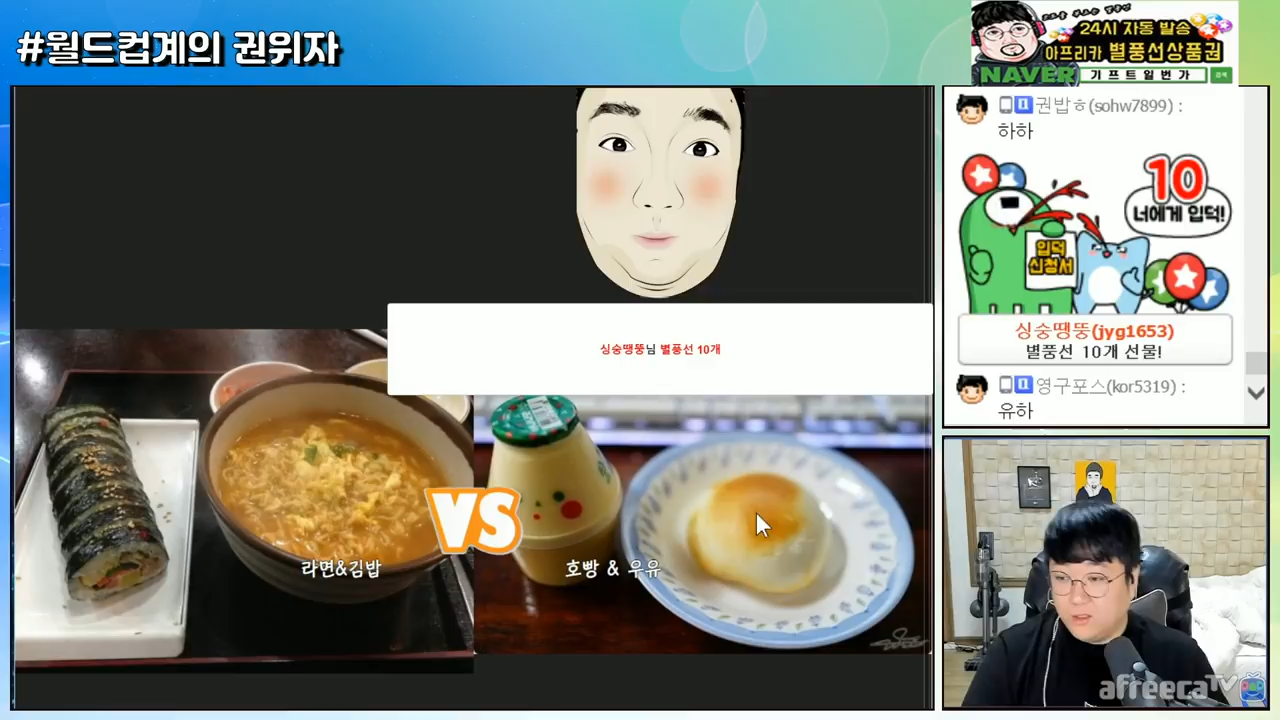 #월드컵계의 권위자
24시 자동 발송
아프리카 별풍선상품권
NAVER 기프트일번가 검색
권밥ㅎ(sohw7899) :
하하
10
너에게 입덕!
입덕
신청서
싱숭땡뚱(jyg1653)
별풍선 10개 선물!
영구포스(kor5319) :
유하
싱숭땡뚱님 별풍선 10개
VS
라면&김밥
호빵 & 우유
afreecaTV